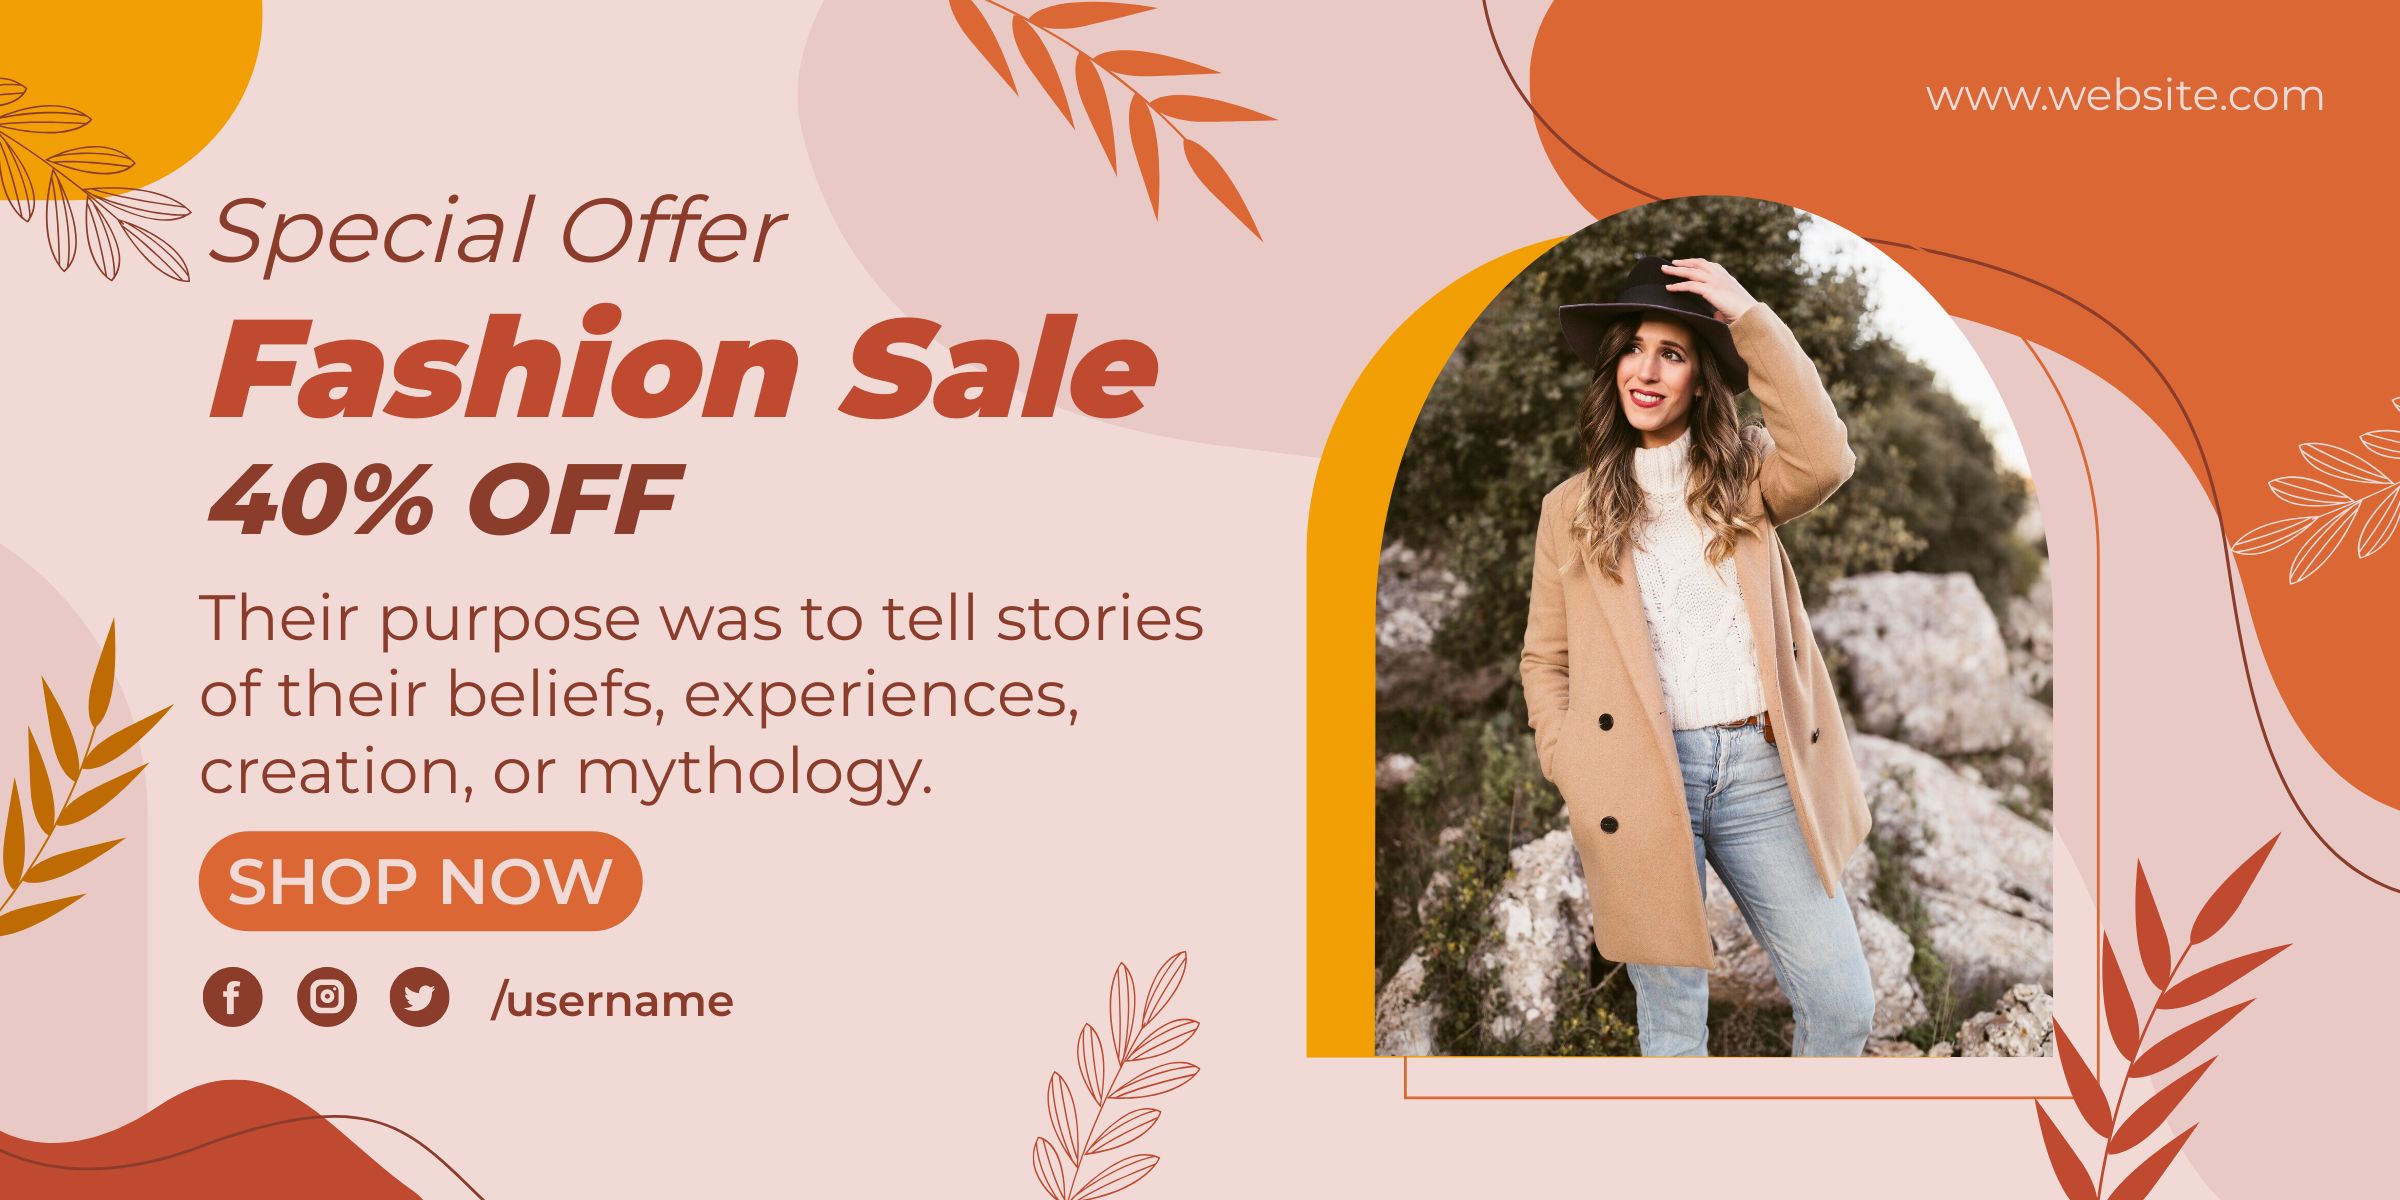 www.website.com
Special Offer
Fashion Sale
40% OFF
Their purpose was to tell stories
of their beliefs, experiences,
creation, or mythology.
SHOP NOW
/username